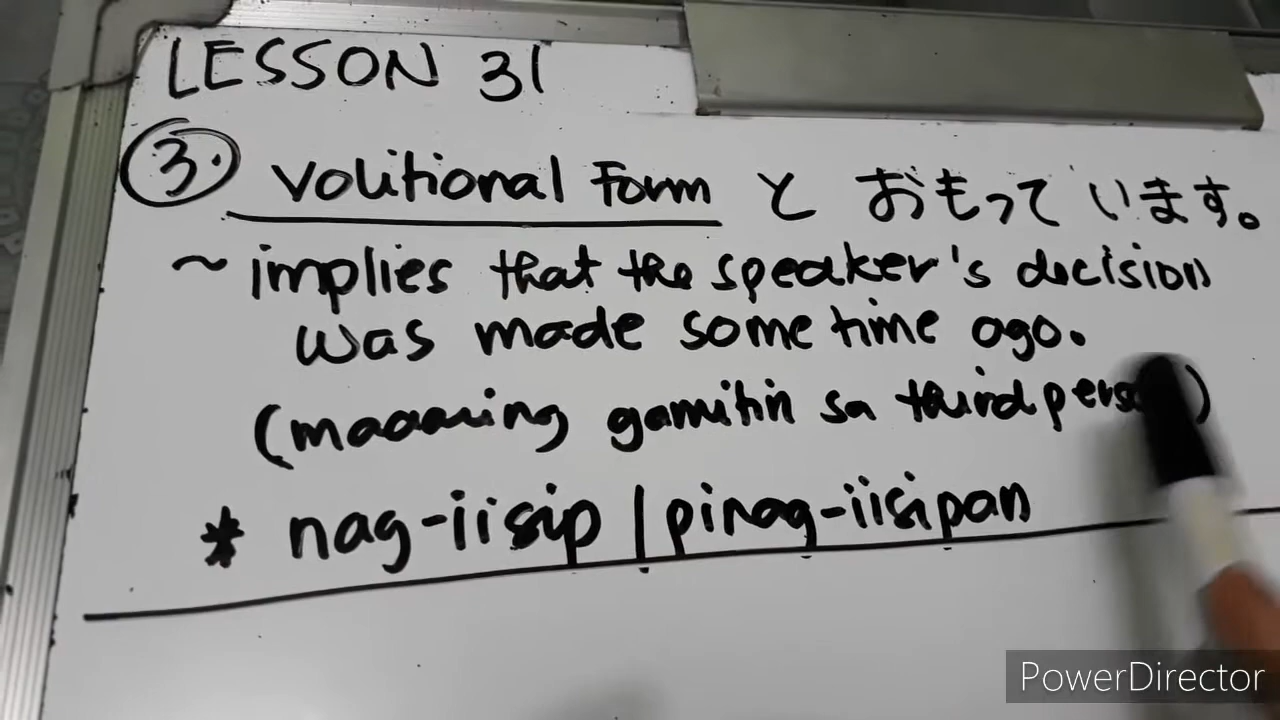 LESSON 31
3. Volitional Form と おもって います。
~ implies that the speaker's decision
was made some time ago.
(maaaring gamitin sa third person)
* nag-iisip / pinag-iisipan
PowerDirector